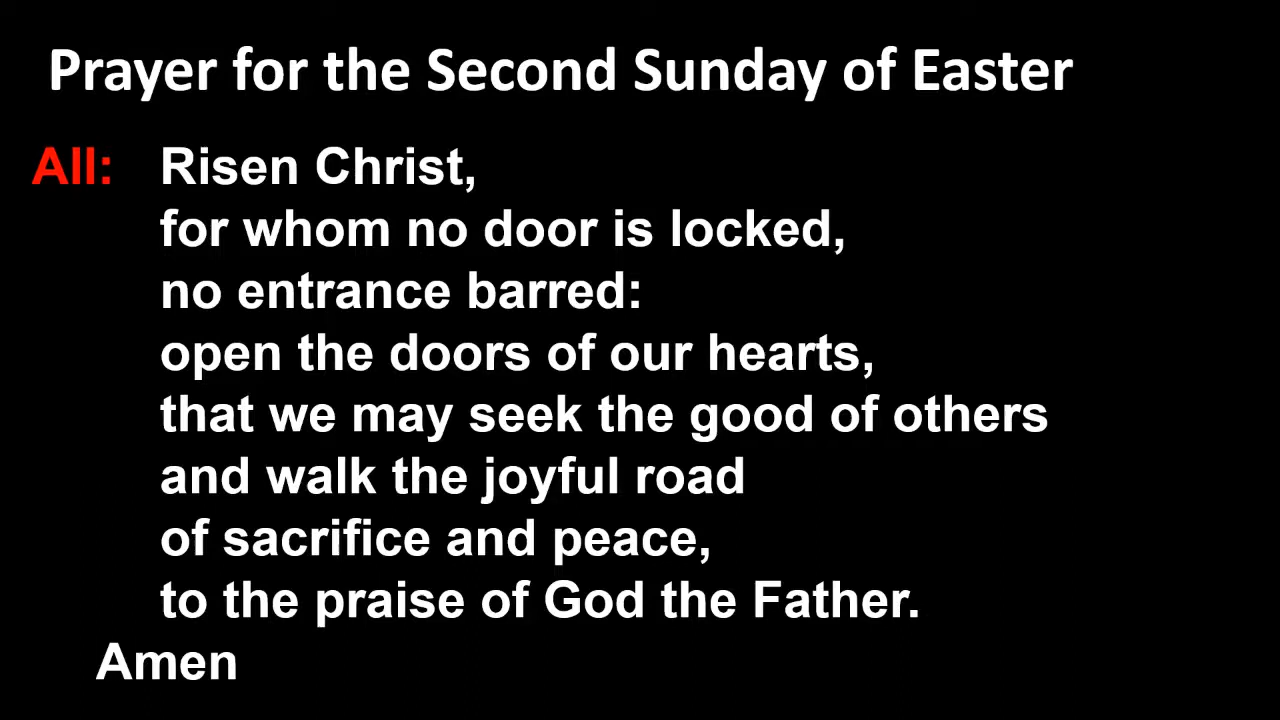 Prayer for the Second Sunday of Easter
All: Risen Christ,
for whom no door is locked,
no entrance barred:
open the doors of our hearts,
that we may seek the good of others
and walk the joyful road
of sacrifice and peace,
to the praise of God the Father.
Amen